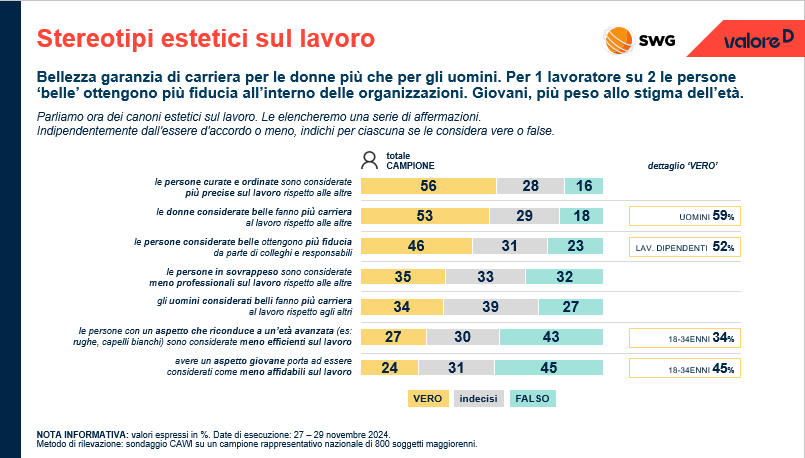 Stereotipi estetici sul lavoro
SWG
valore D
Bellezza garanzia di carriera per le donne più che per gli uomini. Per 1 lavoratore su 2 le persone
‘belle’ ottengono più fiducia all’interno delle organizzazioni. Giovani, più peso allo stigma dell’età.
Parliamo ora dei canoni estetici sul lavoro. Le elencheremo una serie di affermazioni.
Indipendentemente dall'essere d'accordo o meno, indichi per ciascuna se le considera vere o false.
totale
CAMPIONE
dettaglio ‘VERO’
le persone curate e ordinate sono considerate
più precise sul lavoro rispetto alle altre
56 28 16
le donne considerate belle fanno più carriera
al lavoro rispetto alle altre
53 29 18
UOMINI 59%
le persone considerate belle ottengono più fiducia
da parte di colleghi e responsabili
46 31 23
LAV. DIPENDENTI 52%
le persone in sovrappeso sono considerate
meno professionali sul lavoro rispetto alle altre
35 33 32
gli uomini considerati belli fanno più carriera
al lavoro rispetto agli altri
34 39 27
le persone con un aspetto che riconduce a un’età avanzata (es:
rughe, capelli bianchi) sono considerate meno efficienti sul lavoro
27 30 43
18-34ENNI 34%
avere un aspetto giovane porta ad essere
considerati come meno affidabili sul lavoro
24 31 45
18-34ENNI 45%
VERO indecisi FALSO
NOTA INFORMATIVA: valori espressi in %. Date di esecuzione: 27 – 29 novembre 2024.
Metodo di rilevazione: sondaggio CAWI su un campione rappresentativo nazionale di 800 soggetti maggiorenni.